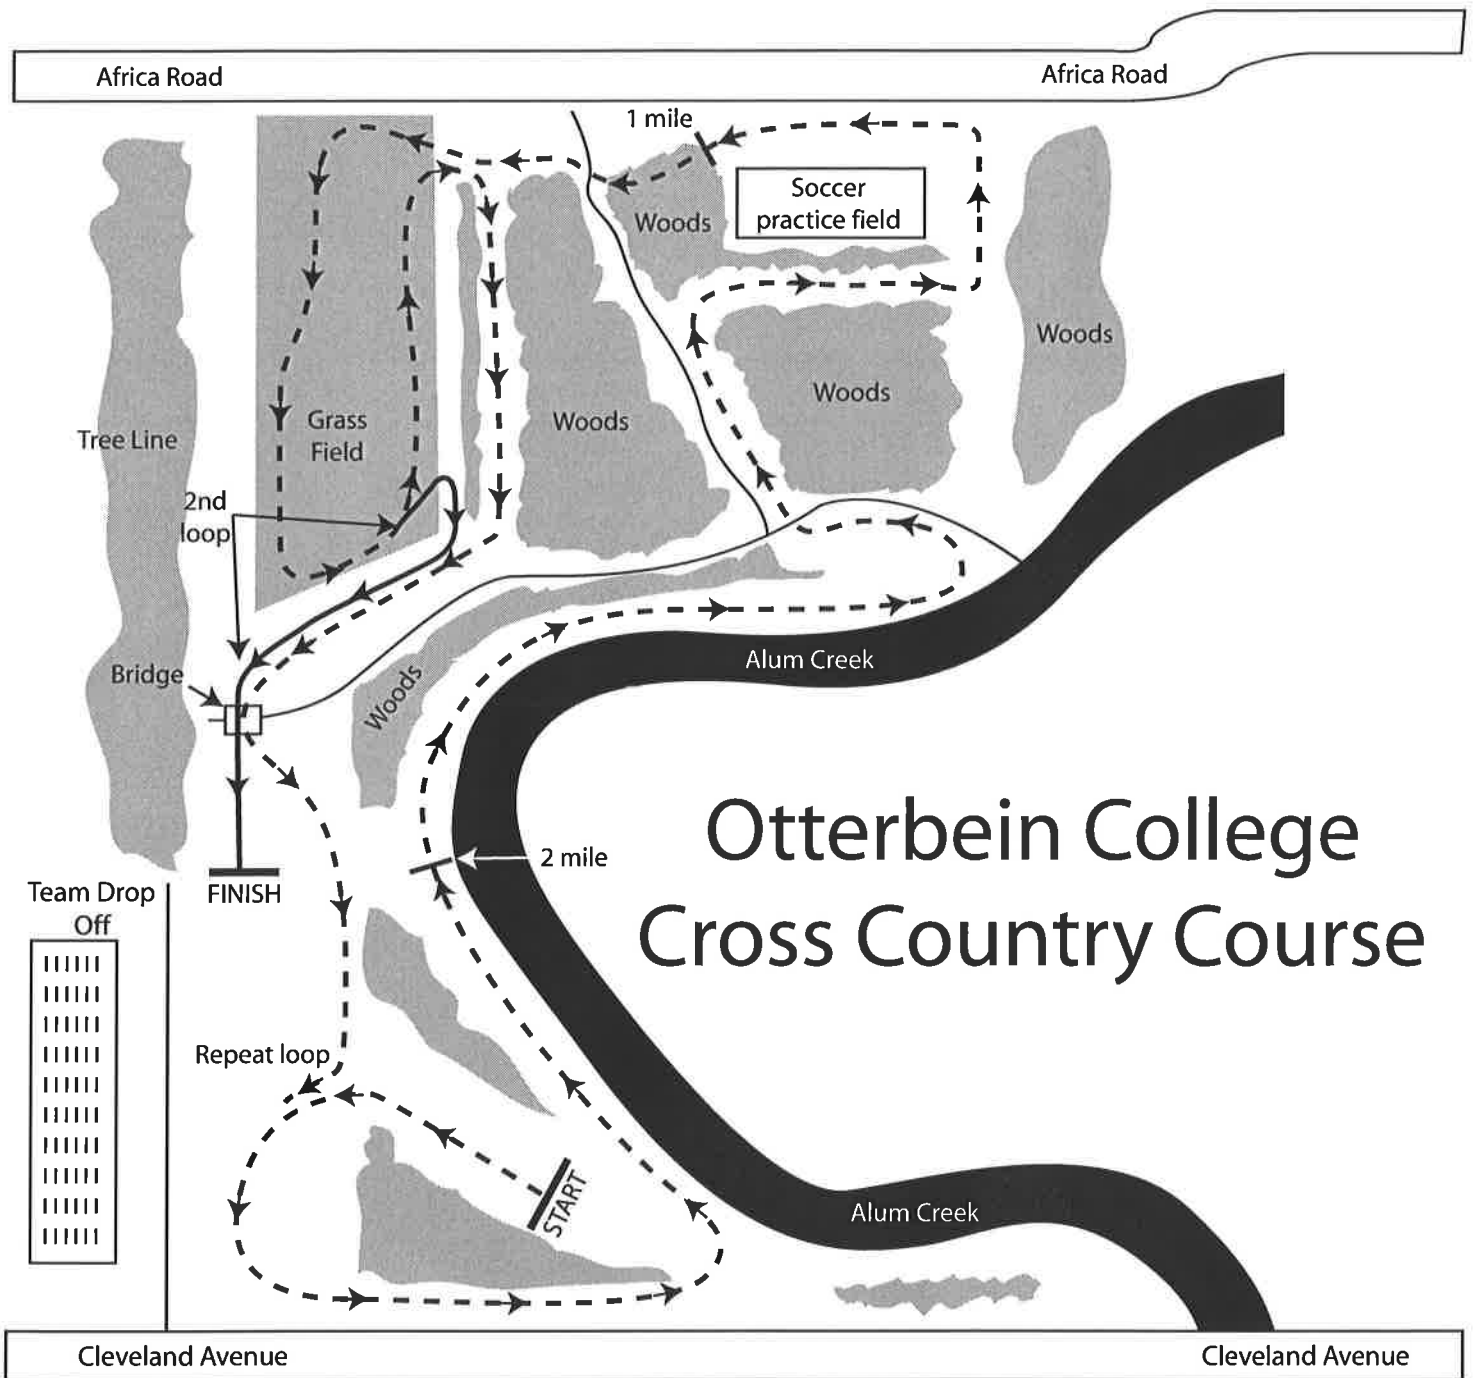 Africa Road
Africa Road
1 mile
Soccer
practice field
Woods
Woods
Woods
Woods
Grass
Field
Tree Line
2nd
loop
Alum Creek
Bridge
Woods
Otterbein College
Cross Country Course
2 mile
FINISH
Team Drop
Off
Repeat loop
START
Alum Creek
Cleveland Avenue
Cleveland Avenue